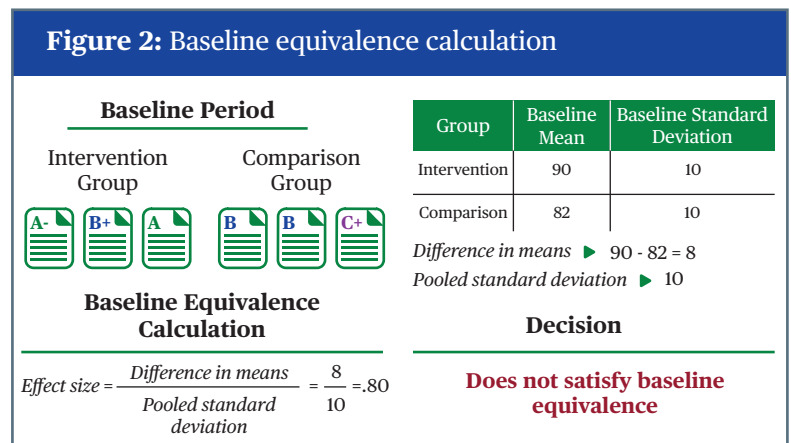 Figure 2: Baseline equivalence calculation
Baseline Period
Intervention
Group
Comparison
Group
A-
B+
A
B
B
C+
Baseline Equivalence
Calculation
Effect size = Difference in means / Pooled standard deviation = 8 / 10 =.80
Group
Baseline
Mean
Baseline Standard
Deviation
Intervention 90 10
Comparison 82 10
Difference in means ▶ 90 - 82 = 8
Pooled standard deviation ▶ 10
Decision
Does not satisfy baseline
equivalence